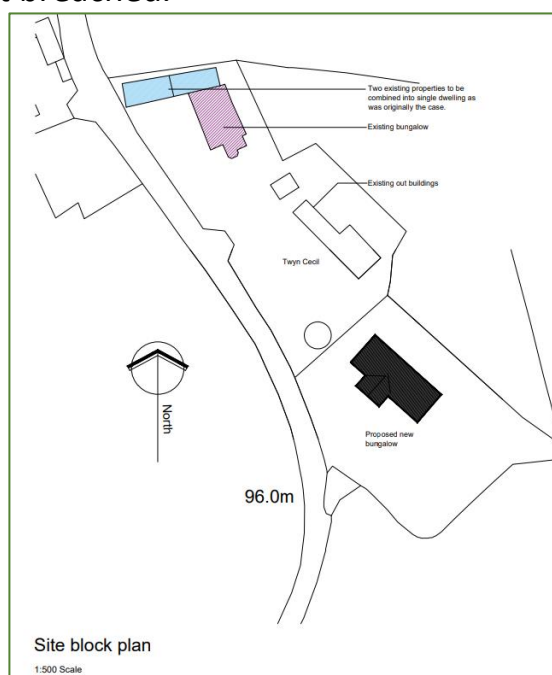 Two existing properties to be
combined into single dwelling as
was originally the case.
Existing bungalow
Existing out buildings
Twyn Cecil
North
Proposed new
bungalow
96.0m
Site block plan
1:500 Scale